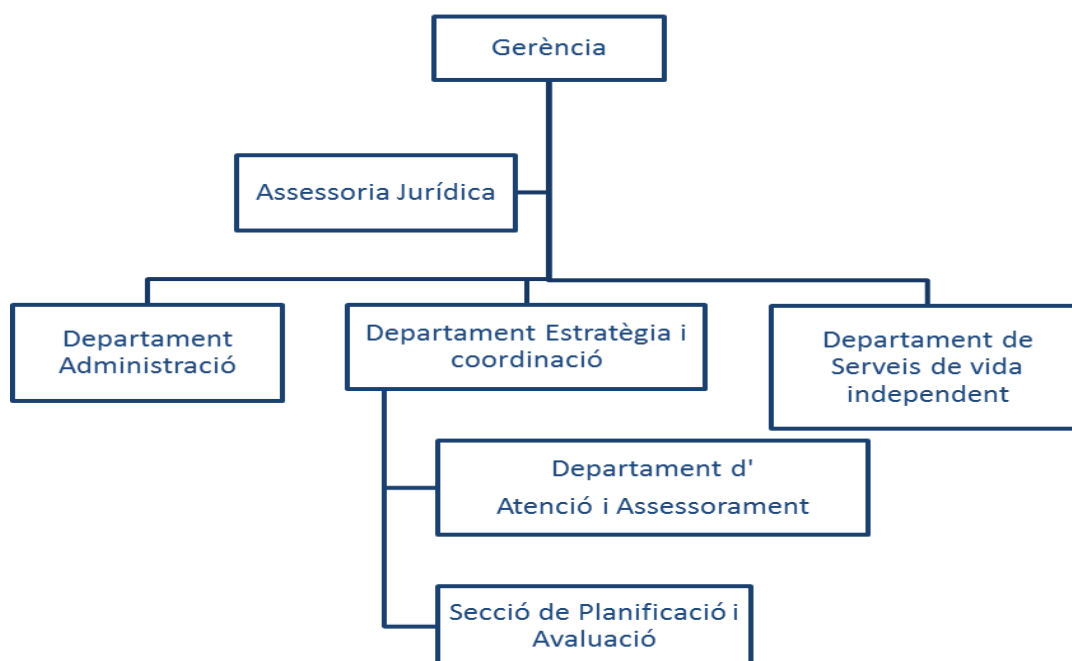 Gerència
Assessoria Jurídica
Departament
Administració
Departament Estratègia i
coordinació
Departament de
Serveis de vida
independent
Departament d'
Atenció i Assessorament
Secció de Planificació i
Avaluació